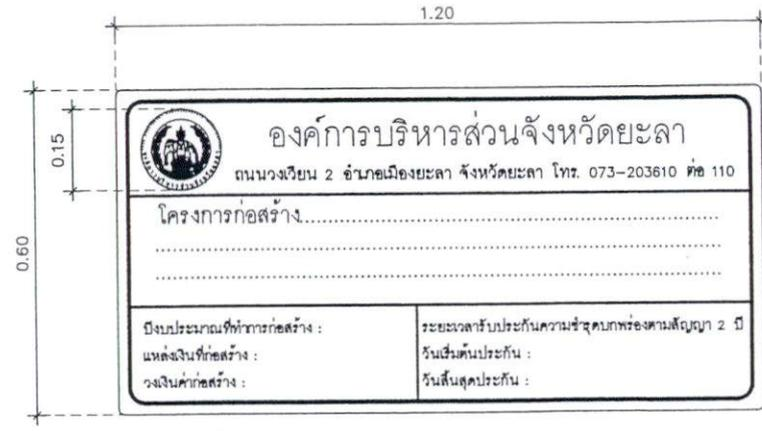 1.20
0.15
0.60
องค์การบริหารส่วนจังหวัดยะลา
ถนนวงเวียน 2 อำเภอเมืองยะลา จังหวัดยะลา โทร. 073-203610 ต่อ 110
โครงการก่อสร้าง................................................................
................................................................
................................................................
ปีงบประมาณที่ทำการก่อสร้าง :
แหล่งเงินที่ก่อสร้าง :
วงเงินค่าก่อสร้าง :
ระยะเวลารับประกันความชำรุดบกพร่องตามสัญญา 2 ปี
วันเริ่มต้นประกัน :
วันสิ้นสุดประกัน :